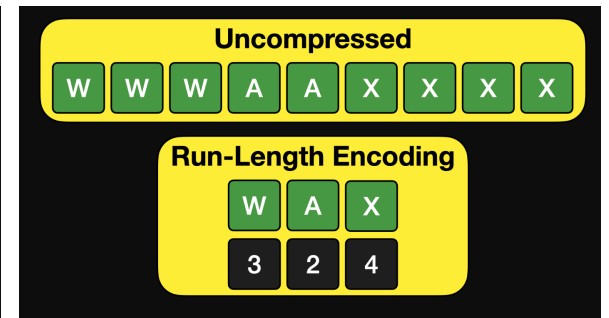 Uncompressed
W W W A A X X X X
Run-Length Encoding
W A X
3 2 4